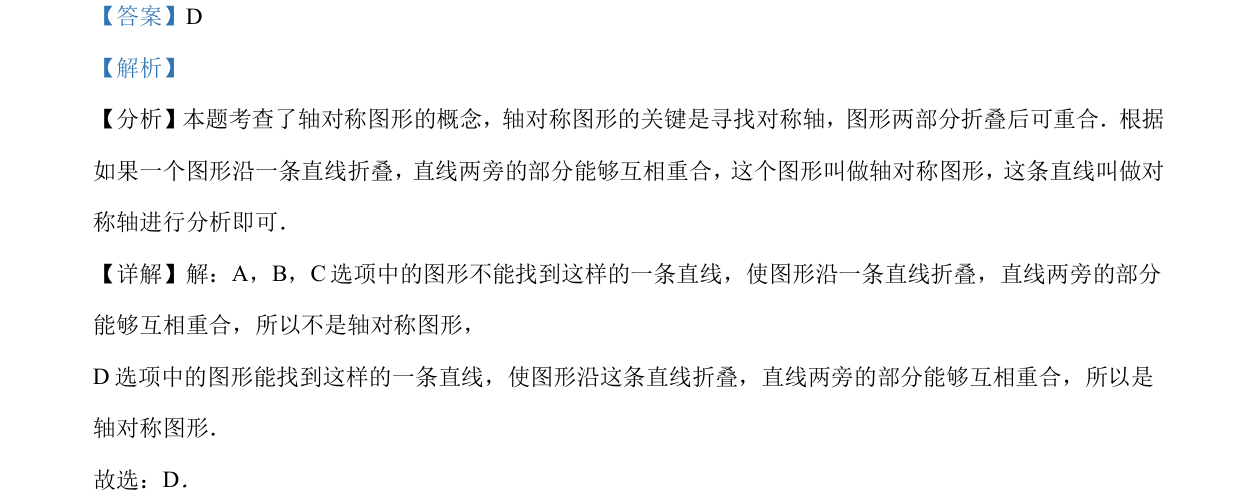 【答案】D
【解析】
【分析】本题考查了轴对称图形的概念，轴对称图形的关键是寻找对称轴，图形两部分折叠后可重合．根据
如果一个图形沿一条直线折叠，直线两旁的部分能够互相重合，这个图形叫做轴对称图形，这条直线叫做对
称轴进行分析即可．
【详解】解：A，B，C选项中的图形不能找到这样的一条直线，使图形沿一条直线折叠，直线两旁的部分
能够互相重合，所以不是轴对称图形，
D 选项中的图形能找到这样的一条直线，使图形沿这条直线折叠，直线两旁的部分能够互相重合，所以是
轴对称图形．
故选：D．